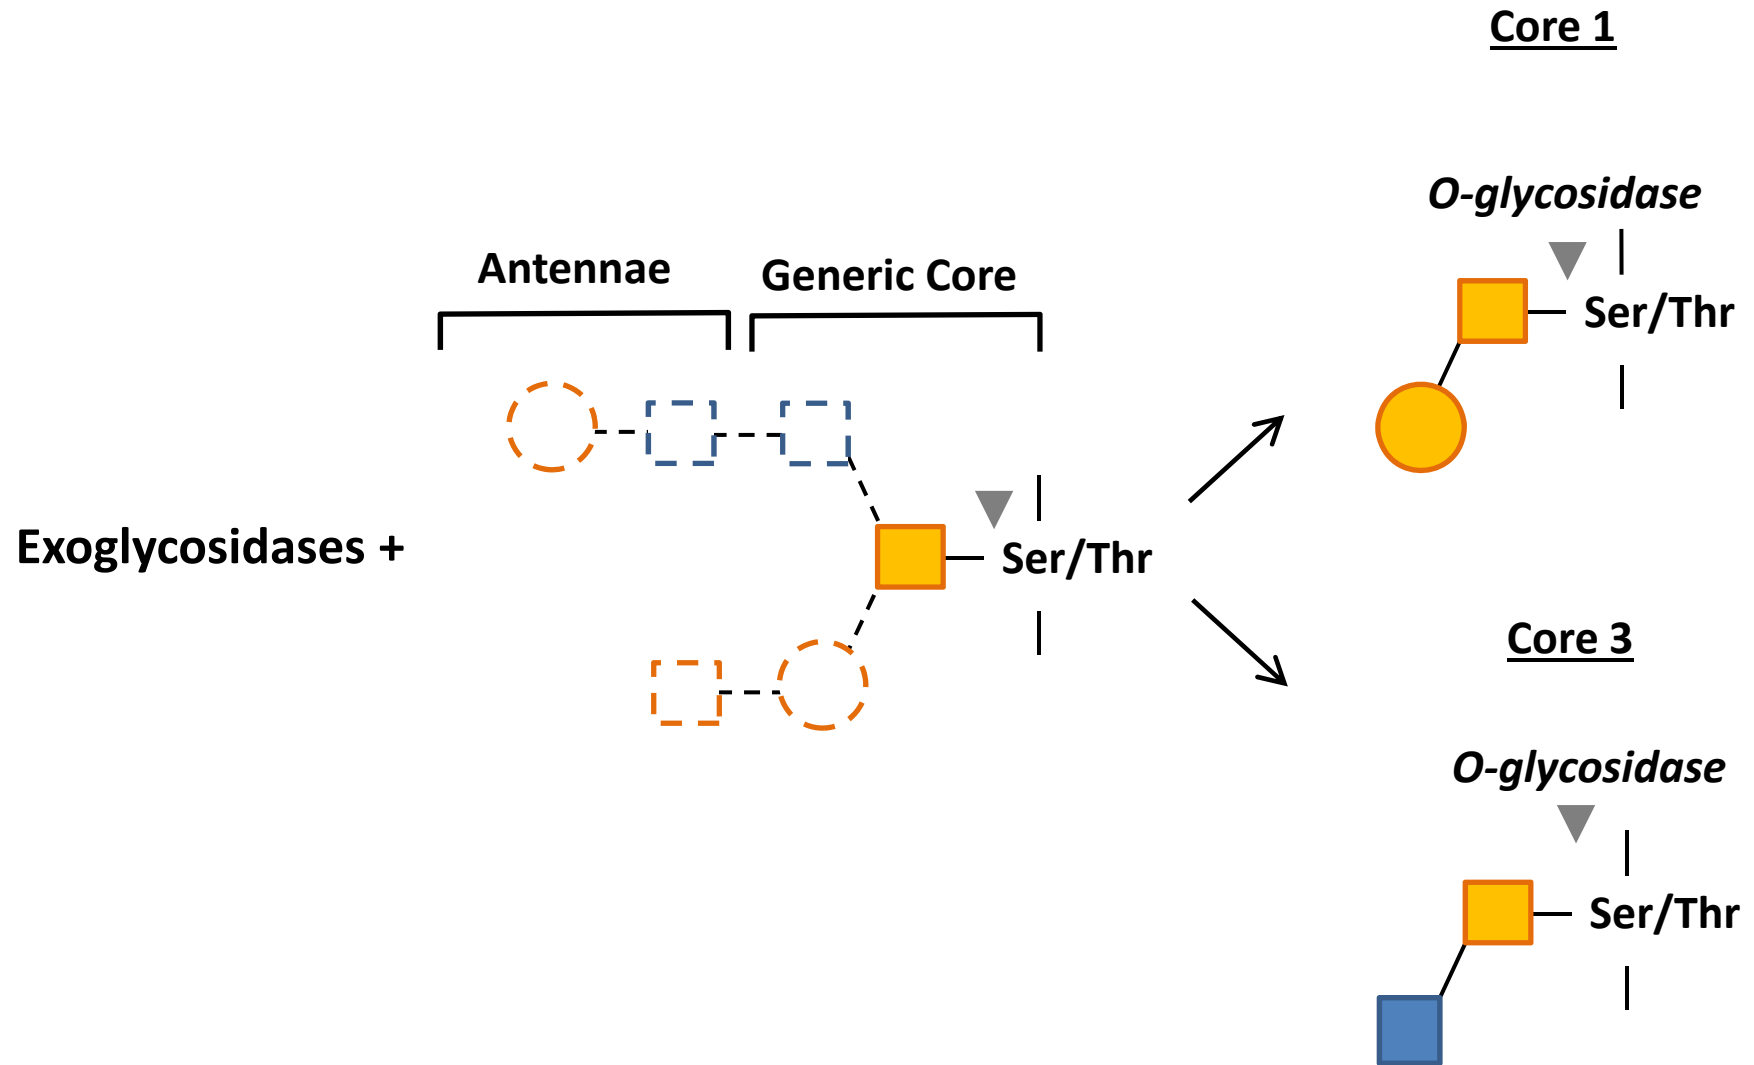 Core 1
O-glycosidase
Antennae
Generic Core
Ser/Thr
Exoglycosidases +
Ser/Thr
Core 3
O-glycosidase
Ser/Thr